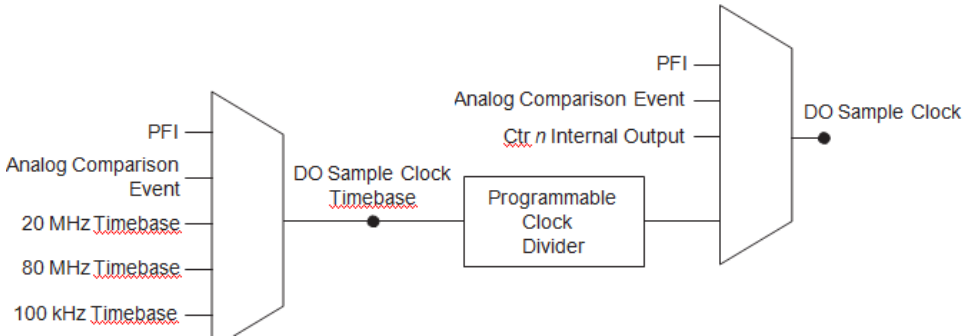 PFI
Analog Comparison Event
Ctr n Internal Output
DO Sample Clock
PFI
Analog Comparison
Event
20 MHz Timebase
80 MHz Timebase
100 kHz Timebase
DO Sample Clock
Timebase
Programmable
Clock
Divider